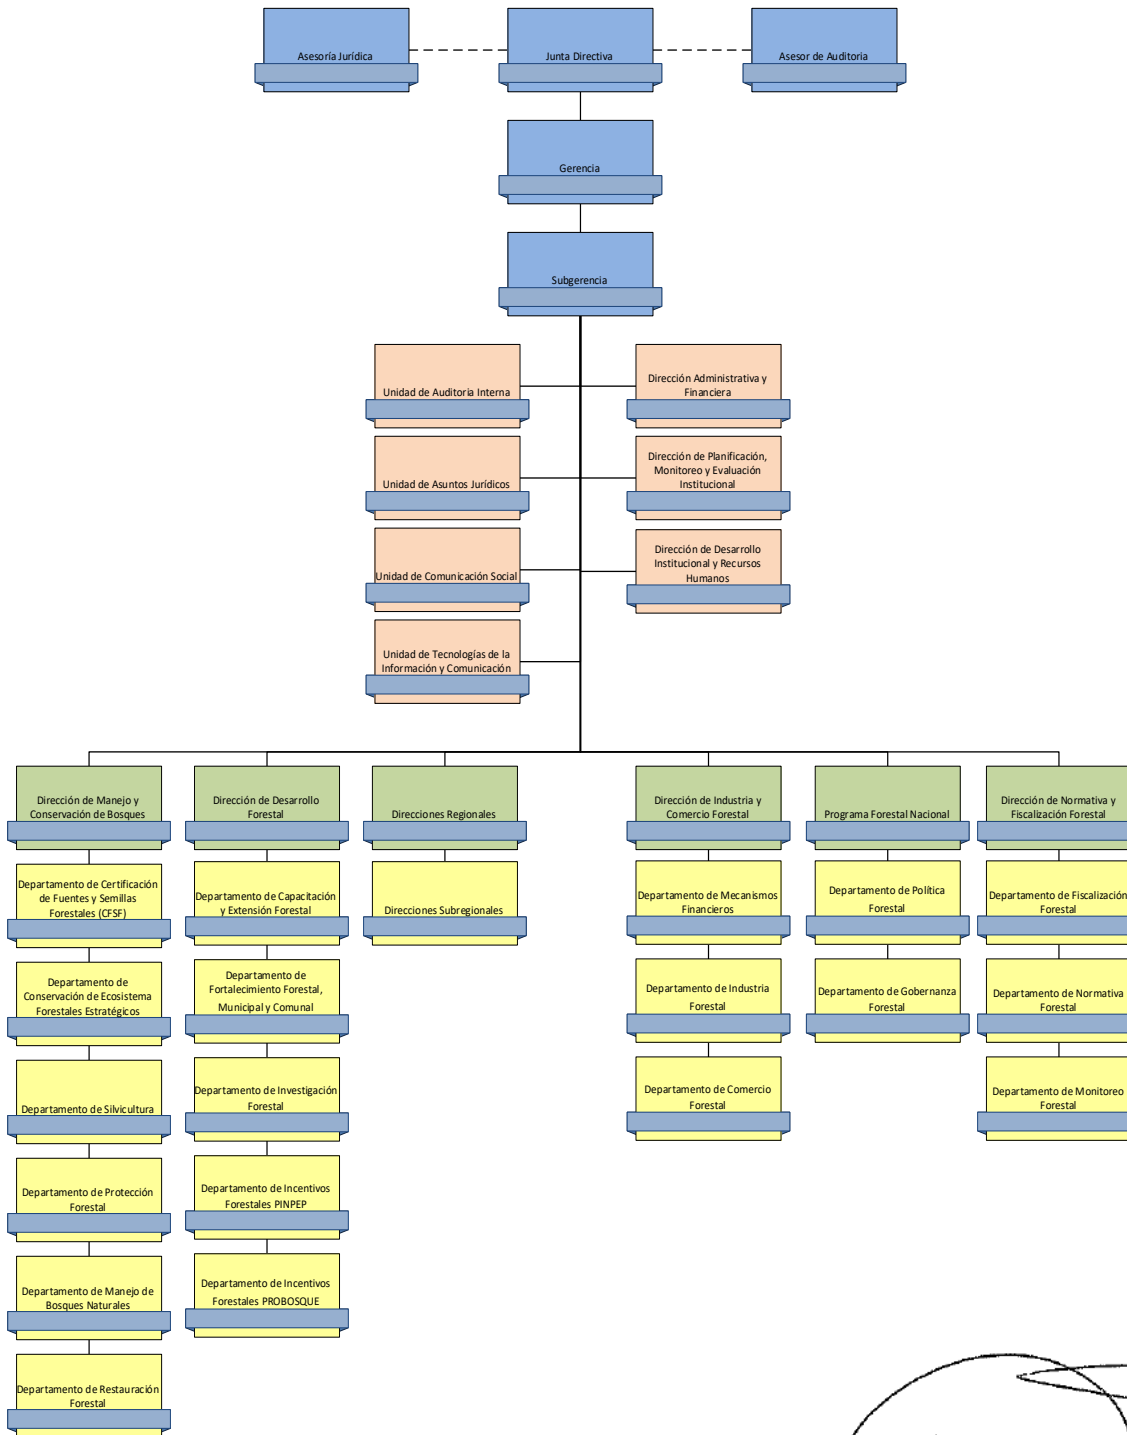 Asesoría Jurídica
Junta Directiva
Asesor de Auditoria
Gerencia
Subgerencia
Unidad de Auditoria Interna
Dirección Administrativa y
Financiera
Unidad de Asuntos Jurídicos
Dirección de Planificación,
Monitoreo y Evaluación
Institucional
Unidad de Comunicación Social
Dirección de Desarrollo
Institucional y Recursos
Humanos
Unidad de Tecnologías de la
Información y Comunicación
Dirección de Manejo y
Conservación de Bosques
Dirección de Desarrollo
Forestal
Direcciones Regionales
Dirección de Industria y
Comercio Forestal
Programa Forestal Nacional
Dirección de Normativa y
Fiscalización Forestal
Departamento de Certificación
de Fuentes y Semillas
Forestales (CFSF)
Departamento de Capacitación
y Extensión Forestal
Direcciones Subregionales
Departamento de Mecanismos
Financieros
Departamento de Política
Forestal
Departamento de Fiscalización
Forestal
Departamento de
Conservación de Ecosistema
Forestales Estratégicos
Departamento de
Fortalecimiento Forestal,
Municipal y Comunal
Departamento de Industria
Forestal
Departamento de Gobernanza
Forestal
Departamento de Normativa
Forestal
Departamento de Silvicultura
Departamento de Investigación
Forestal
Departamento de Comercio
Forestal
Departamento de Monitoreo
Forestal
Departamento de Protección
Forestal
Departamento de Incentivos
Forestales PINPEP
Departamento de Manejo de
Bosques Naturales
Departamento de Incentivos
Forestales PROBOSQUE
Departamento de Restauración
Forestal